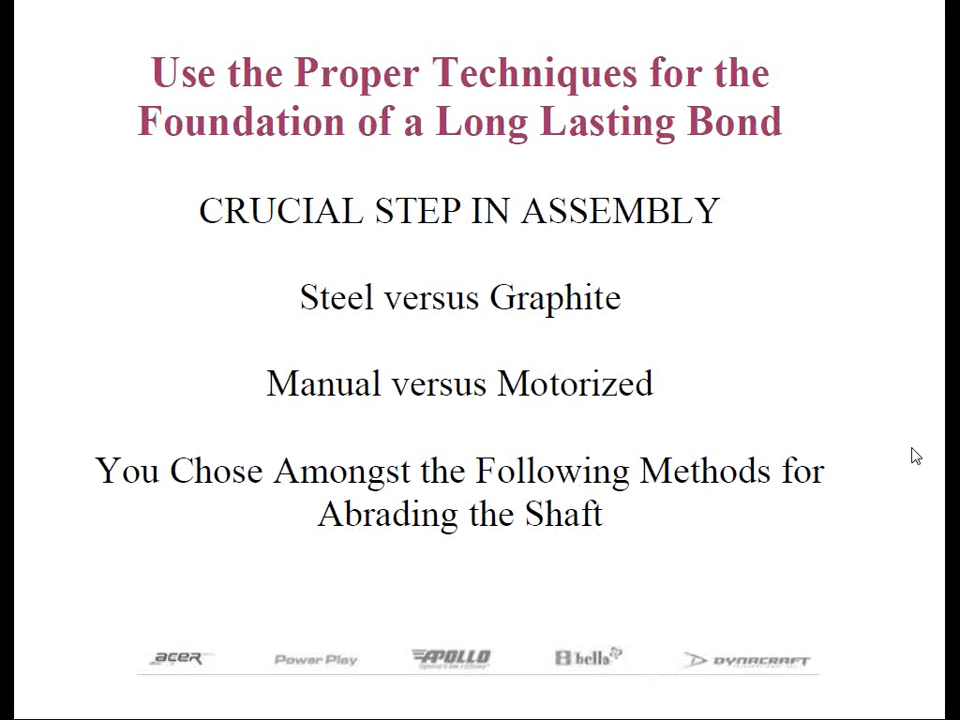 Use the Proper Techniques for the
Foundation of a Long Lasting Bond
CRUCIAL STEP IN ASSEMBLY
Steel versus Graphite
Manual versus Motorized
You Chose Amongst the Following Methods for
Abrading the Shaft
acer Power Play APOLLO bella DYNACRAFT